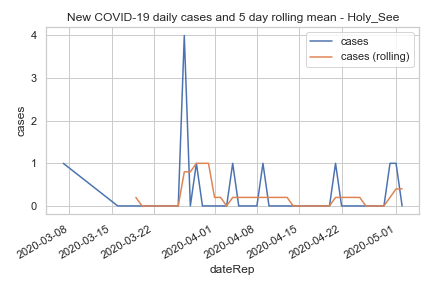 New COVID-19 daily cases and 5 day rolling mean - Holy_See
cases
cases (rolling)
cases
4
3
2
1
0
2020-03-08
2020-03-15
2020-03-22
2020-04-01
2020-04-08
2020-04-15
2020-04-22
2020-05-01
dateRep